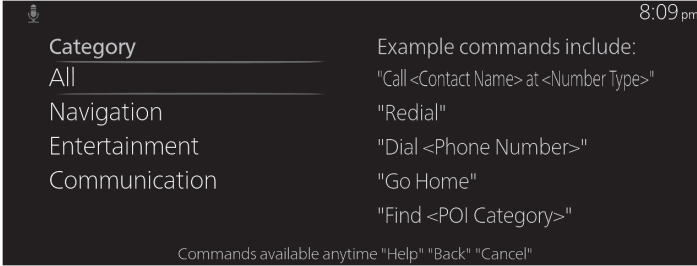 8:09 pm
Category
All
Navigation
Entertainment
Communication
Example commands include:
"Call <Contact Name> at <Number Type>"
"Redial"
"Dial <Phone Number>"
"Go Home"
"Find <POI Category>"
Commands available anytime "Help" "Back" "Cancel"